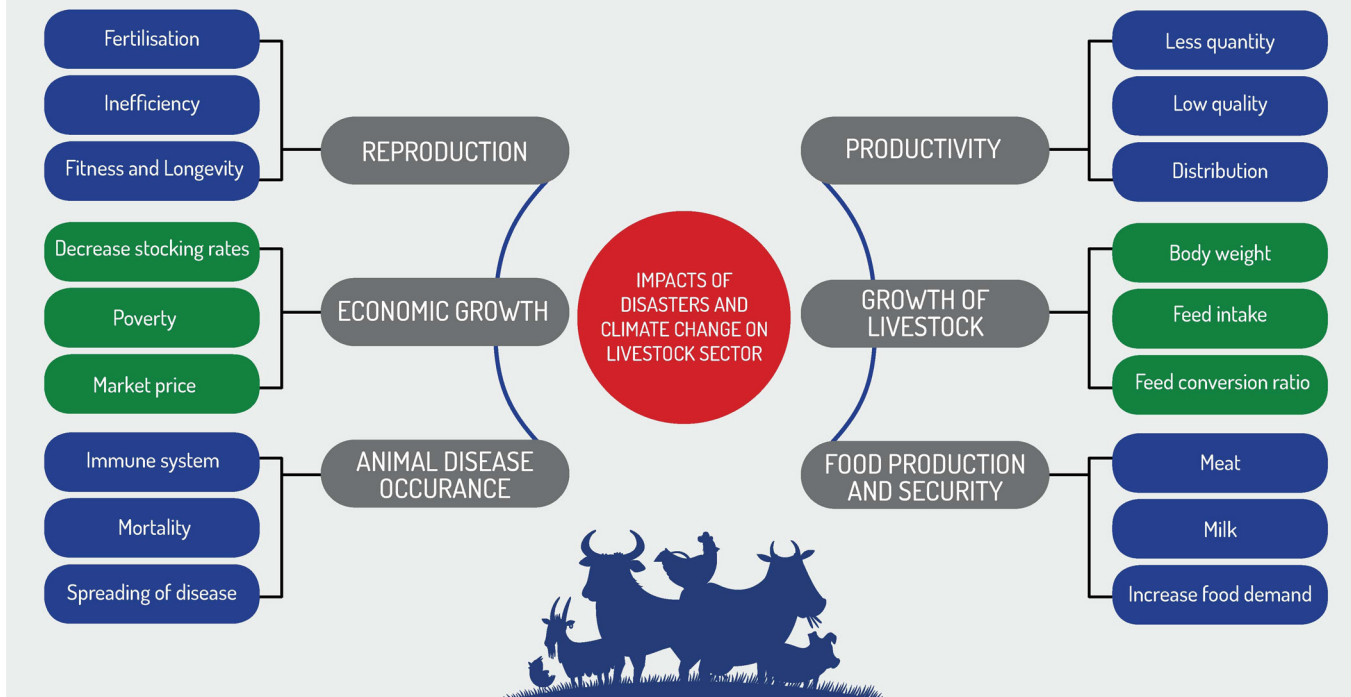 Fertilisation
Inefficiency
Fitness and Longevity
REPRODUCTION
Decrease stocking rates
Poverty
Market price
ECONOMIC GROWTH
Immune system
Mortality
Spreading of disease
ANIMAL DISEASE
OCCURANCE
IMPACTS OF
DISASTERS AND
CLIMATE CHANGE ON
LIVESTOCK SECTOR
PRODUCTIVITY
Less quantity
Low quality
Distribution
GROWTH OF
LIVESTOCK
Body weight
Feed intake
Feed conversion ratio
FOOD PRODUCTION
AND SECURITY
Meat
Milk
Increase food demand